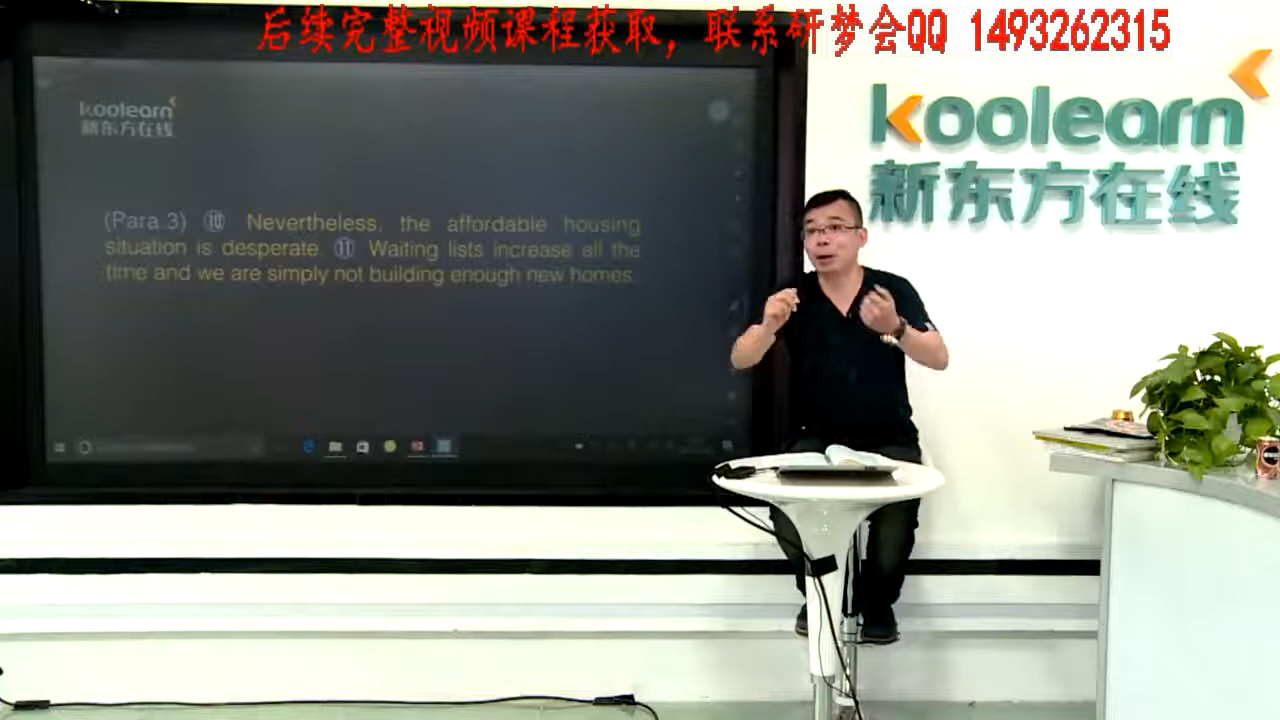 后续完整视频课程获取，联系研梦会QQ 1493262315
koolearn
新东方在线
koolearn
新东方在线
(Para.3) ⑩ Nevertheless, the affordable housing
situation is desperate. ⑪ Waiting lists increase all the
time and we are simply not building enough new homes.